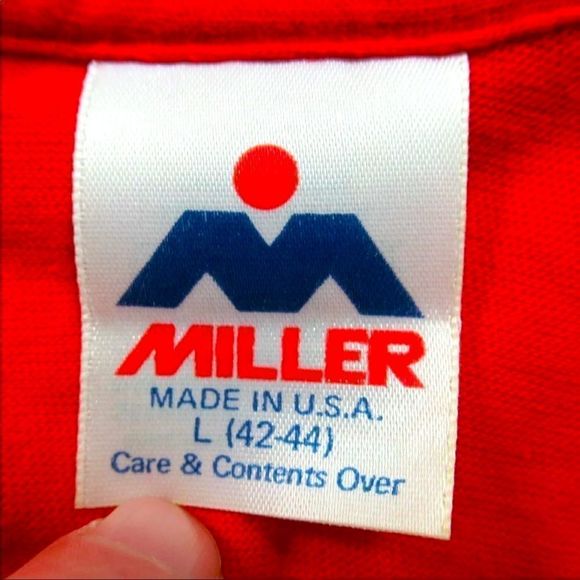 MILLER
MADE IN U.S.A.
L (42-44)
Care & Contents Over